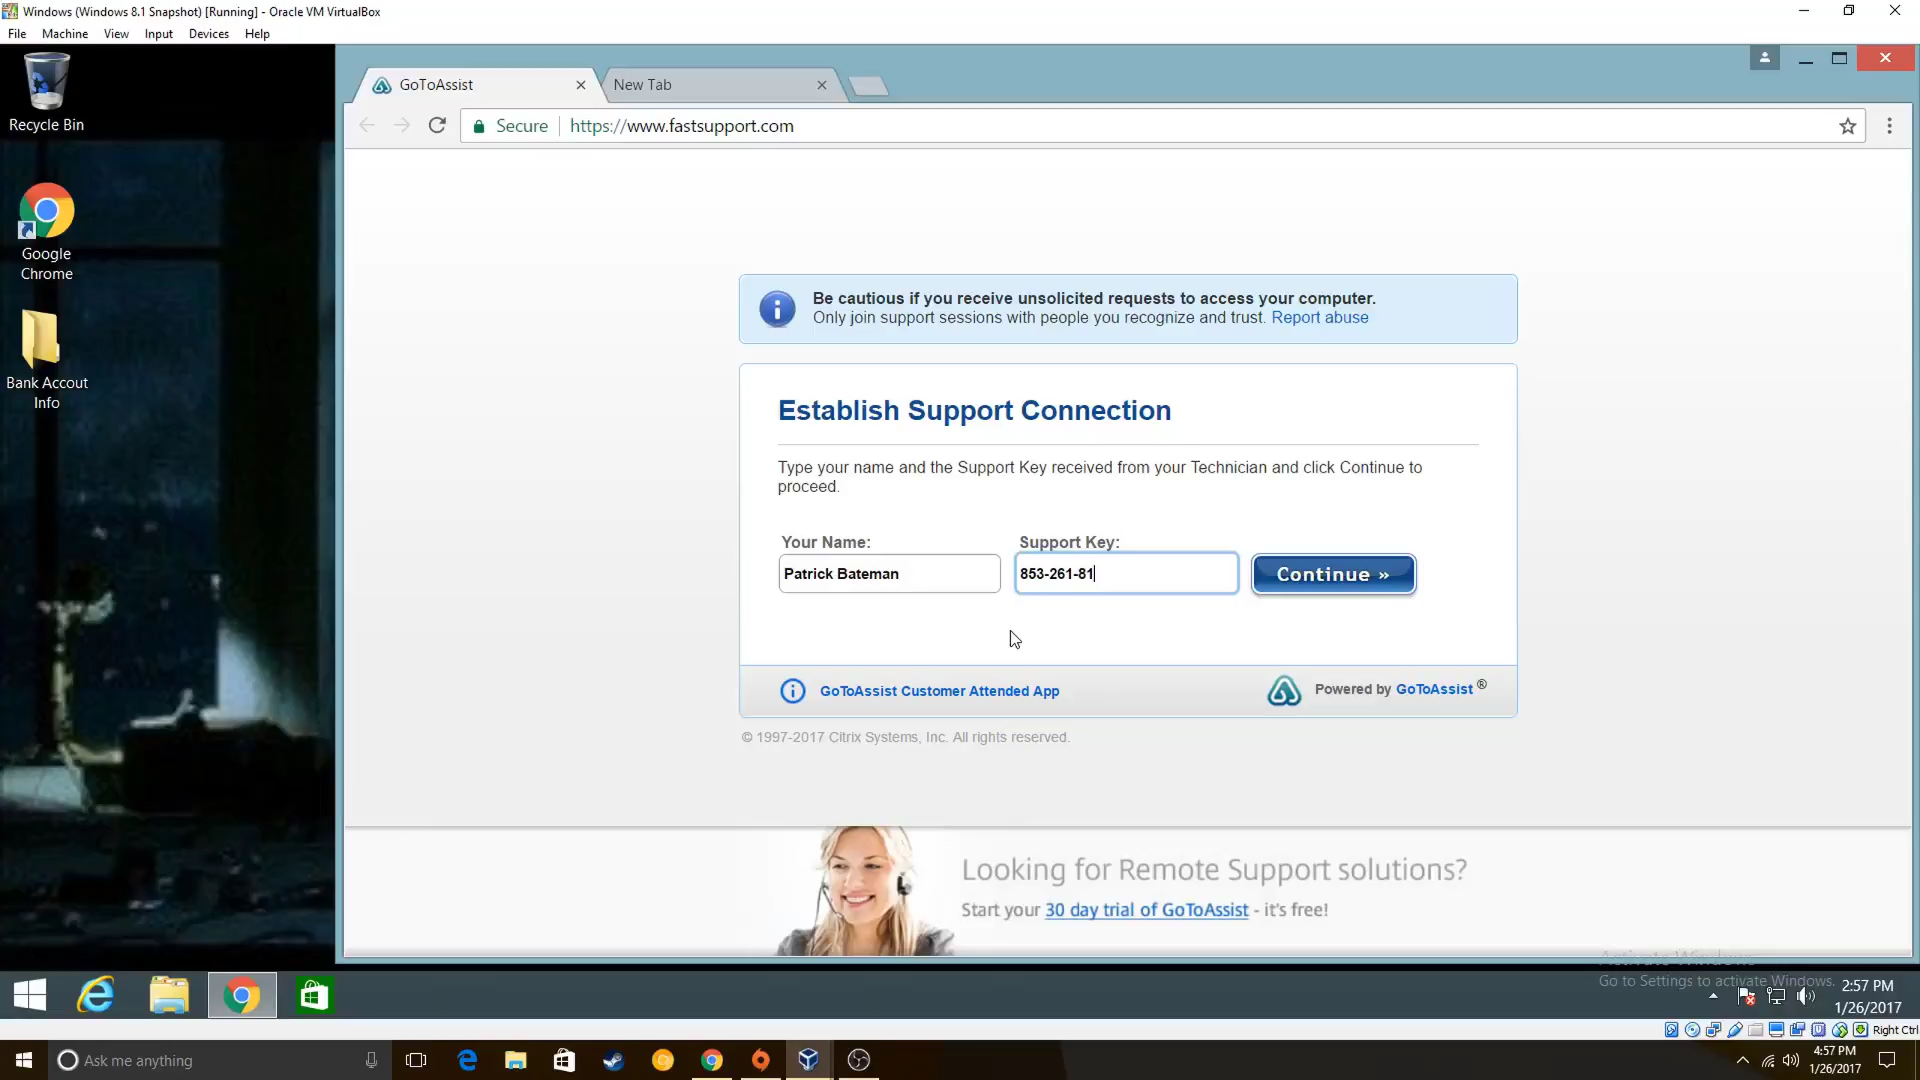 Windows (Windows 8.1 Snapshot) [Running] - Oracle VM VirtualBox
File Machine View Input Devices Help
Recycle Bin
Google
Chrome
Bank Accout
Info
GoToAssist
New Tab
Secure https://www.fastsupport.com
Be cautious if you receive unsolicited requests to access your computer.
Only join support sessions with people you recognize and trust. Report abuse
Establish Support Connection
Type your name and the Support Key received from your Technician and click Continue to
proceed.
Your Name: Support Key:
Patrick Bateman 853-261-81 Continue »
GoToAssist Customer Attended App
Powered by GoToAssist ®
© 1997-2017 Citrix Systems, Inc. All rights reserved.
Looking for Remote Support solutions?
Start your 30 day trial of GoToAssist - it's free!
Activate Windows
Go to Settings to activate Windows.
2:57 PM
1/26/2017
Right Ctrl
Ask me anything
4:57 PM
1/26/2017